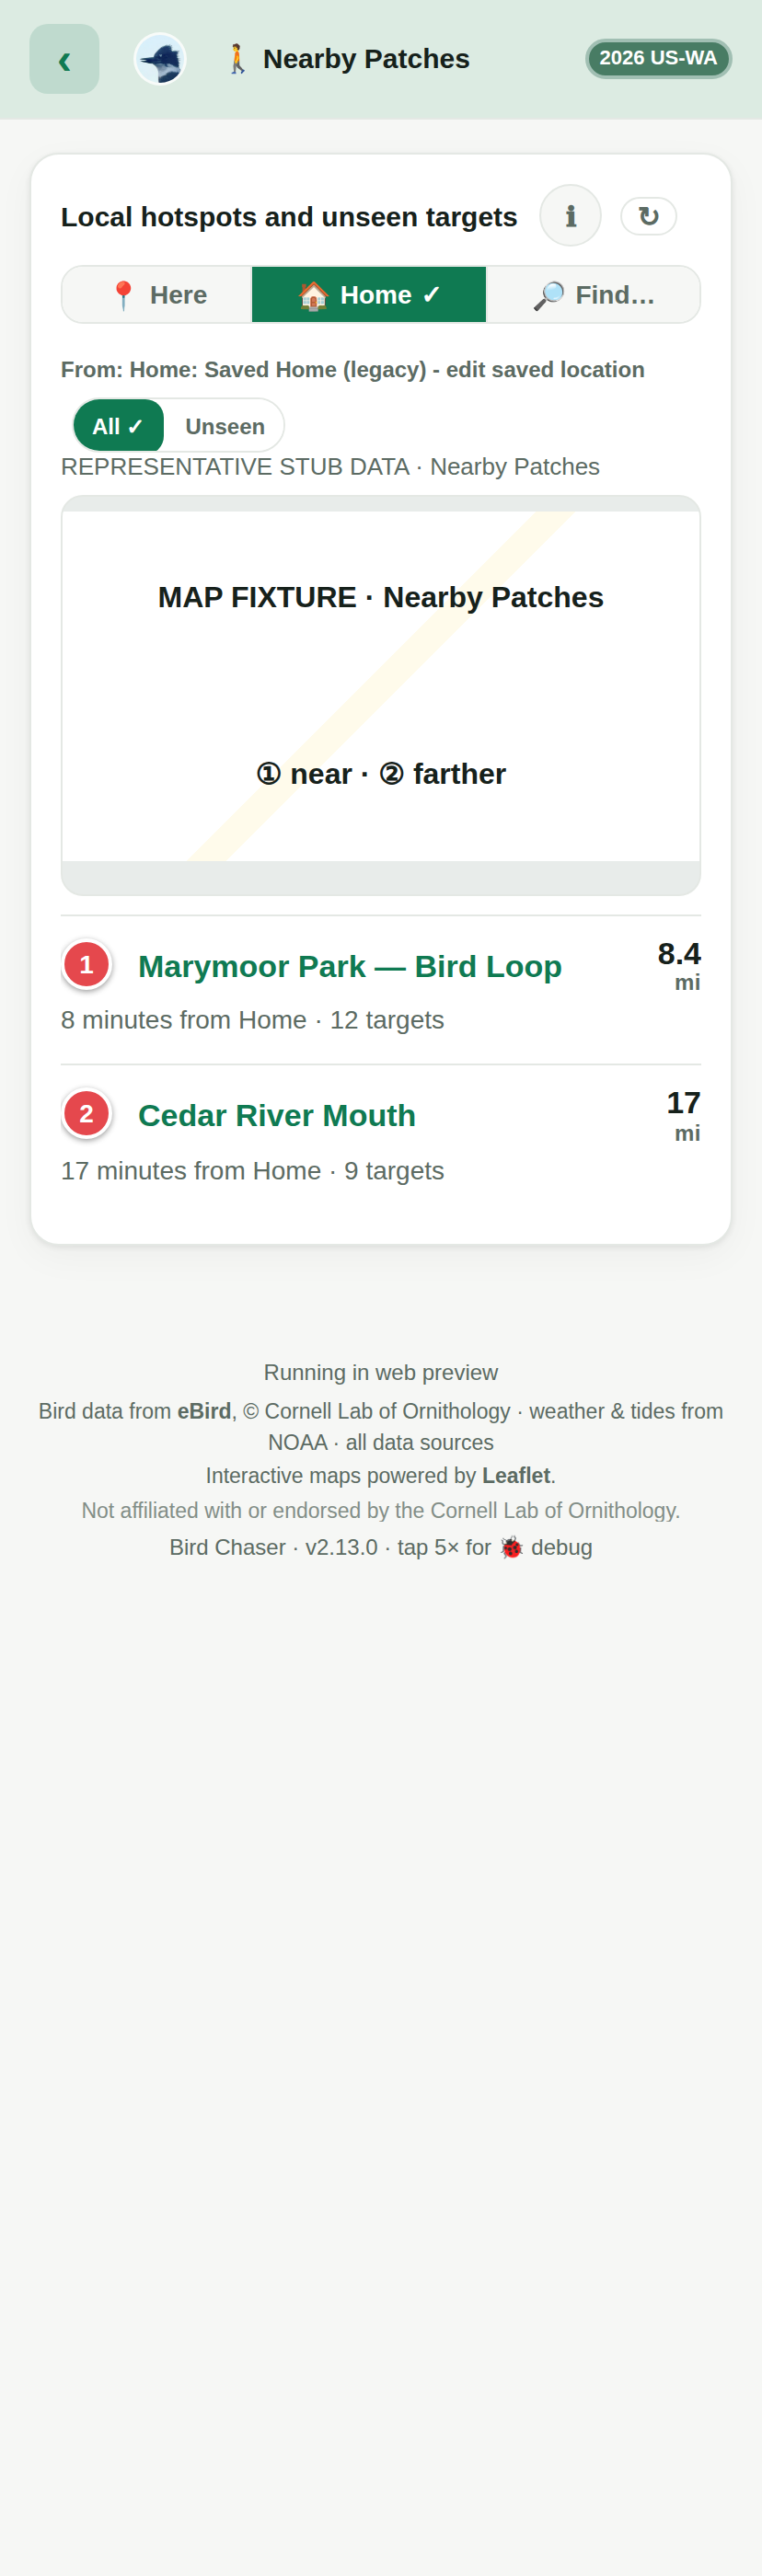 ‹ 🚶 Nearby Patches 2026 US-WA
Local hotspots and unseen targets ℹ ↻
📍 Here 🏠 Home ✓ 🔎 Find…
From: Home: Saved Home (legacy) - edit saved location
All ✓ Unseen
REPRESENTATIVE STUB DATA · Nearby Patches
MAP FIXTURE · Nearby Patches
① near · ② farther
1 Marymoor Park — Bird Loop 8.4 mi
8 minutes from Home · 12 targets
2 Cedar River Mouth 17 mi
17 minutes from Home · 9 targets
Running in web preview
Bird data from eBird, © Cornell Lab of Ornithology · weather & tides from
NOAA · all data sources
Interactive maps powered by Leaflet.
Not affiliated with or endorsed by the Cornell Lab of Ornithology.
Bird Chaser · v2.13.0 · tap 5× for 🐞 debug